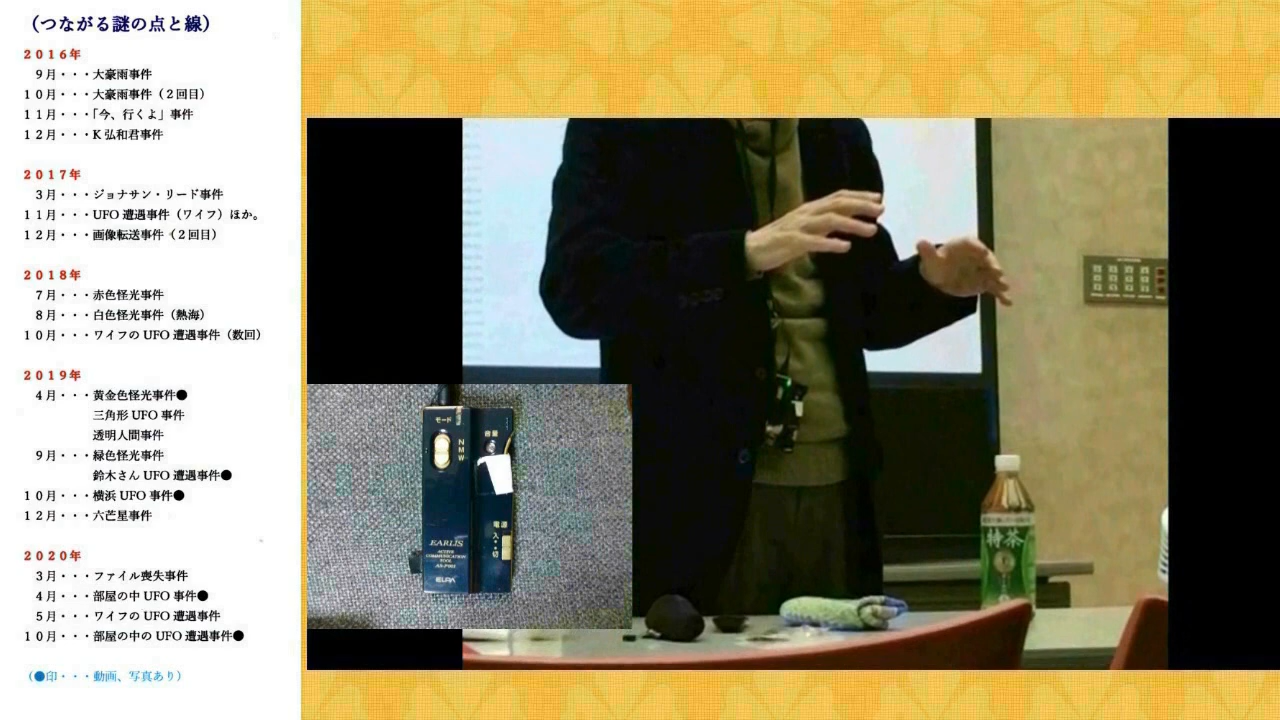 (つながる謎の点と線)
2016年
9月・・・大豪雨事件
10月・・・大豪雨事件(2回目)
11月・・・「今、行くよ」事件
12月・・・K 弘和君事件
2017年
3月・・・ジョナサン・リード事件
11月・・・UFO 遭遇事件(ワイフ)ほか。
12月・・・画像転送事件(2回目)
2018年
7月・・・赤色怪光事件
8月・・・白色怪光事件(熱海)
10月・・・ワイフの UFO 遭遇事件(数回)
2019年
4月・・・黄金色怪光事件●
三角形 UFO 事件
透明人間事件
9月・・・緑色怪光事件
鈴木さん UFO 遭遇事件●
10月・・・横浜 UFO 事件●
12月・・・六芒星事件
2020年
3月・・・ファイル喪失事件
4月・・・部屋の中 UFO 事件●
5月・・・ワイフの UFO 遭遇事件
10月・・・部屋の中の UFO 遭遇事件●
(●印・・・動画、写真あり)
モード
N
M
W
音量
電源
入・・切
EARLIS
ACTIVE
COMMUNICATION
TOOL
ELPA
特茶